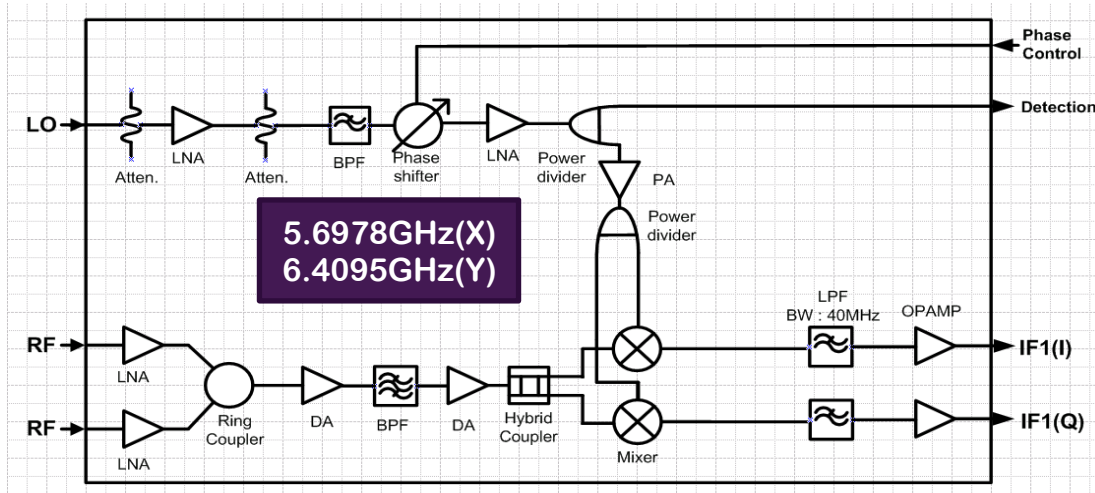 Phase
Control
LO
LNA
Atten.
Atten.
BPF
Phase
shifter
LNA
Power
divider
Detection
PA
Power
divider
5.6978GHz(X)
6.4095GHz(Y)
LPF
BW : 40MHz
OPAMP
RF
LNA
IF1(I)
RF
LNA
Ring
Coupler
DA
BPF
DA
Hybrid
Coupler
Mixer
IF1(Q)